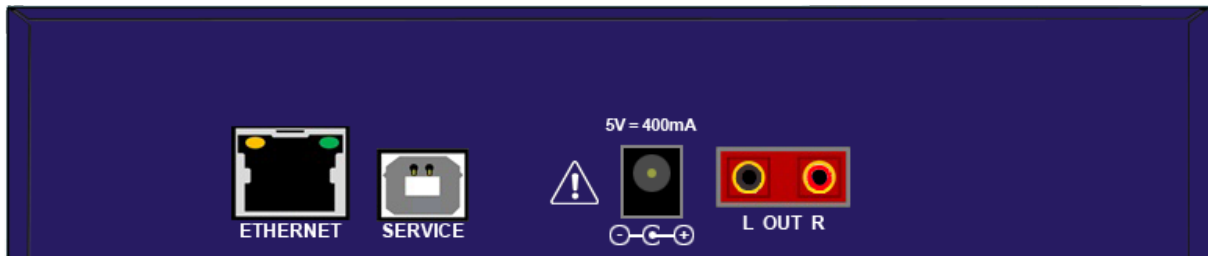 5V = 400mA
ETHERNET
SERVICE
L OUT R